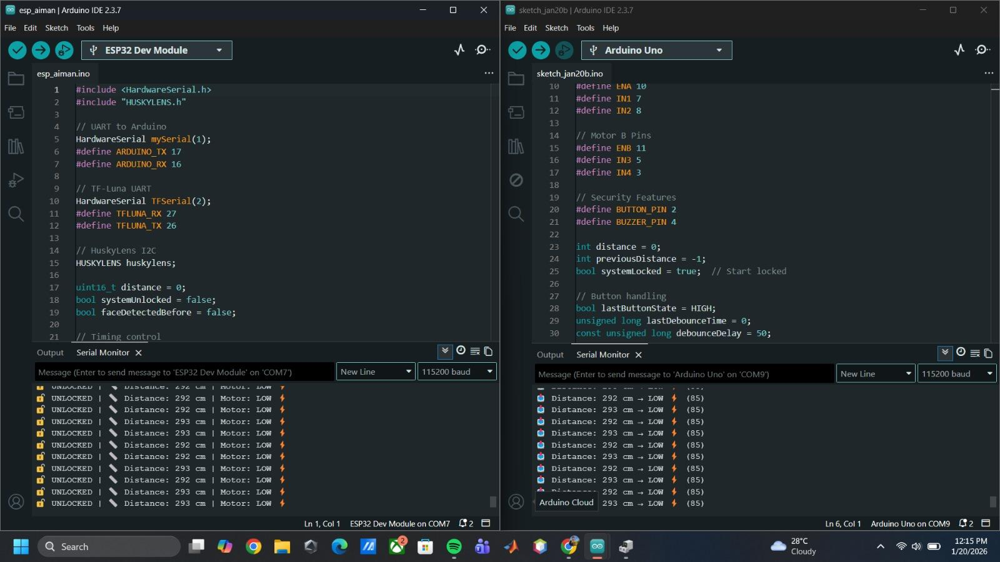 esp_aiman | Arduino IDE 2.3.7
File Edit Sketch Tools Help
ESP32 Dev Module
esp_aiman.ino
1 #include <HardwareSerial.h>
2 #include "HUSKYLENS.h"
3
4 // UART to Arduino
5 HardwareSerial mySerial(1);
6 #define ARDUINO_TX 17
7 #define ARDUINO_RX 16
8
9 // TF-Luna UART
10 HardwareSerial TFSerial(2);
11 #define TFLUNA_RX 27
12 #define TFLUNA_TX 26
13
14 // HuskyLens I2C
15 HUSKYLENS huskylens;
16
17 uint16_t distance = 0;
18 bool systemUnlocked = false;
19 bool faceDetectedBefore = false;
20
21 // Timing control
Output Serial Monitor
Message (Enter to send message to 'ESP32 Dev Module' on 'COM7')
New Line
115200 baud
UNLOCKED | Distance: 292 cm | Motor: LOW
UNLOCKED | Distance: 292 cm | Motor: LOW
UNLOCKED | Distance: 292 cm | Motor: LOW
UNLOCKED | Distance: 293 cm | Motor: LOW
UNLOCKED | Distance: 293 cm | Motor: LOW
UNLOCKED | Distance: 292 cm | Motor: LOW
UNLOCKED | Distance: 292 cm | Motor: LOW
UNLOCKED | Distance: 293 cm | Motor: LOW
UNLOCKED | Distance: 292 cm | Motor: LOW
UNLOCKED | Distance: 293 cm | Motor: LOW
UNLOCKED | Distance: 293 cm | Motor: LOW
Ln 1, Col 1 ESP32 Dev Module on COM7 2
sketch_jan20b | Arduino IDE 2.3.7
File Edit Sketch Tools Help
Arduino Uno
sketch_jan20b.ino
10 #define ENA 10
11 #define IN1 7
12 #define IN2 8
13
14 // Motor B Pins
15 #define ENB 11
16 #define IN3 5
17 #define IN4 3
18
19 // Security Features
20 #define BUTTON_PIN 2
21 #define BUZZER_PIN 4
22
23 int distance = 0;
24 int previousDistance = -1;
25 bool systemLocked = true; // Start locked
26
27 // Button handling
28 bool lastButtonState = HIGH;
29 unsigned long lastDebounceTime = 0;
30 const unsigned long debounceDelay = 50;
Output Serial Monitor
Message (Enter to send message to 'Arduino Uno' on 'COM9')
New Line
115200 baud
Distance: 292 cm → LOW (85)
Distance: 293 cm → LOW (85)
Distance: 292 cm → LOW (85)
Distance: 293 cm → LOW (85)
Distance: 292 cm → LOW (85)
Distance: 293 cm → LOW (85)
Distance: 292 cm → LOW (85)
Distance: 293 cm → LOW (85)
292 cm → LOW (85)
293 cm → LOW (85)
Arduino Cloud
Ln 6, Col 1 Arduino Uno on COM9 2
Search
2
28°C
Cloudy
12:15 PM
1/20/2026